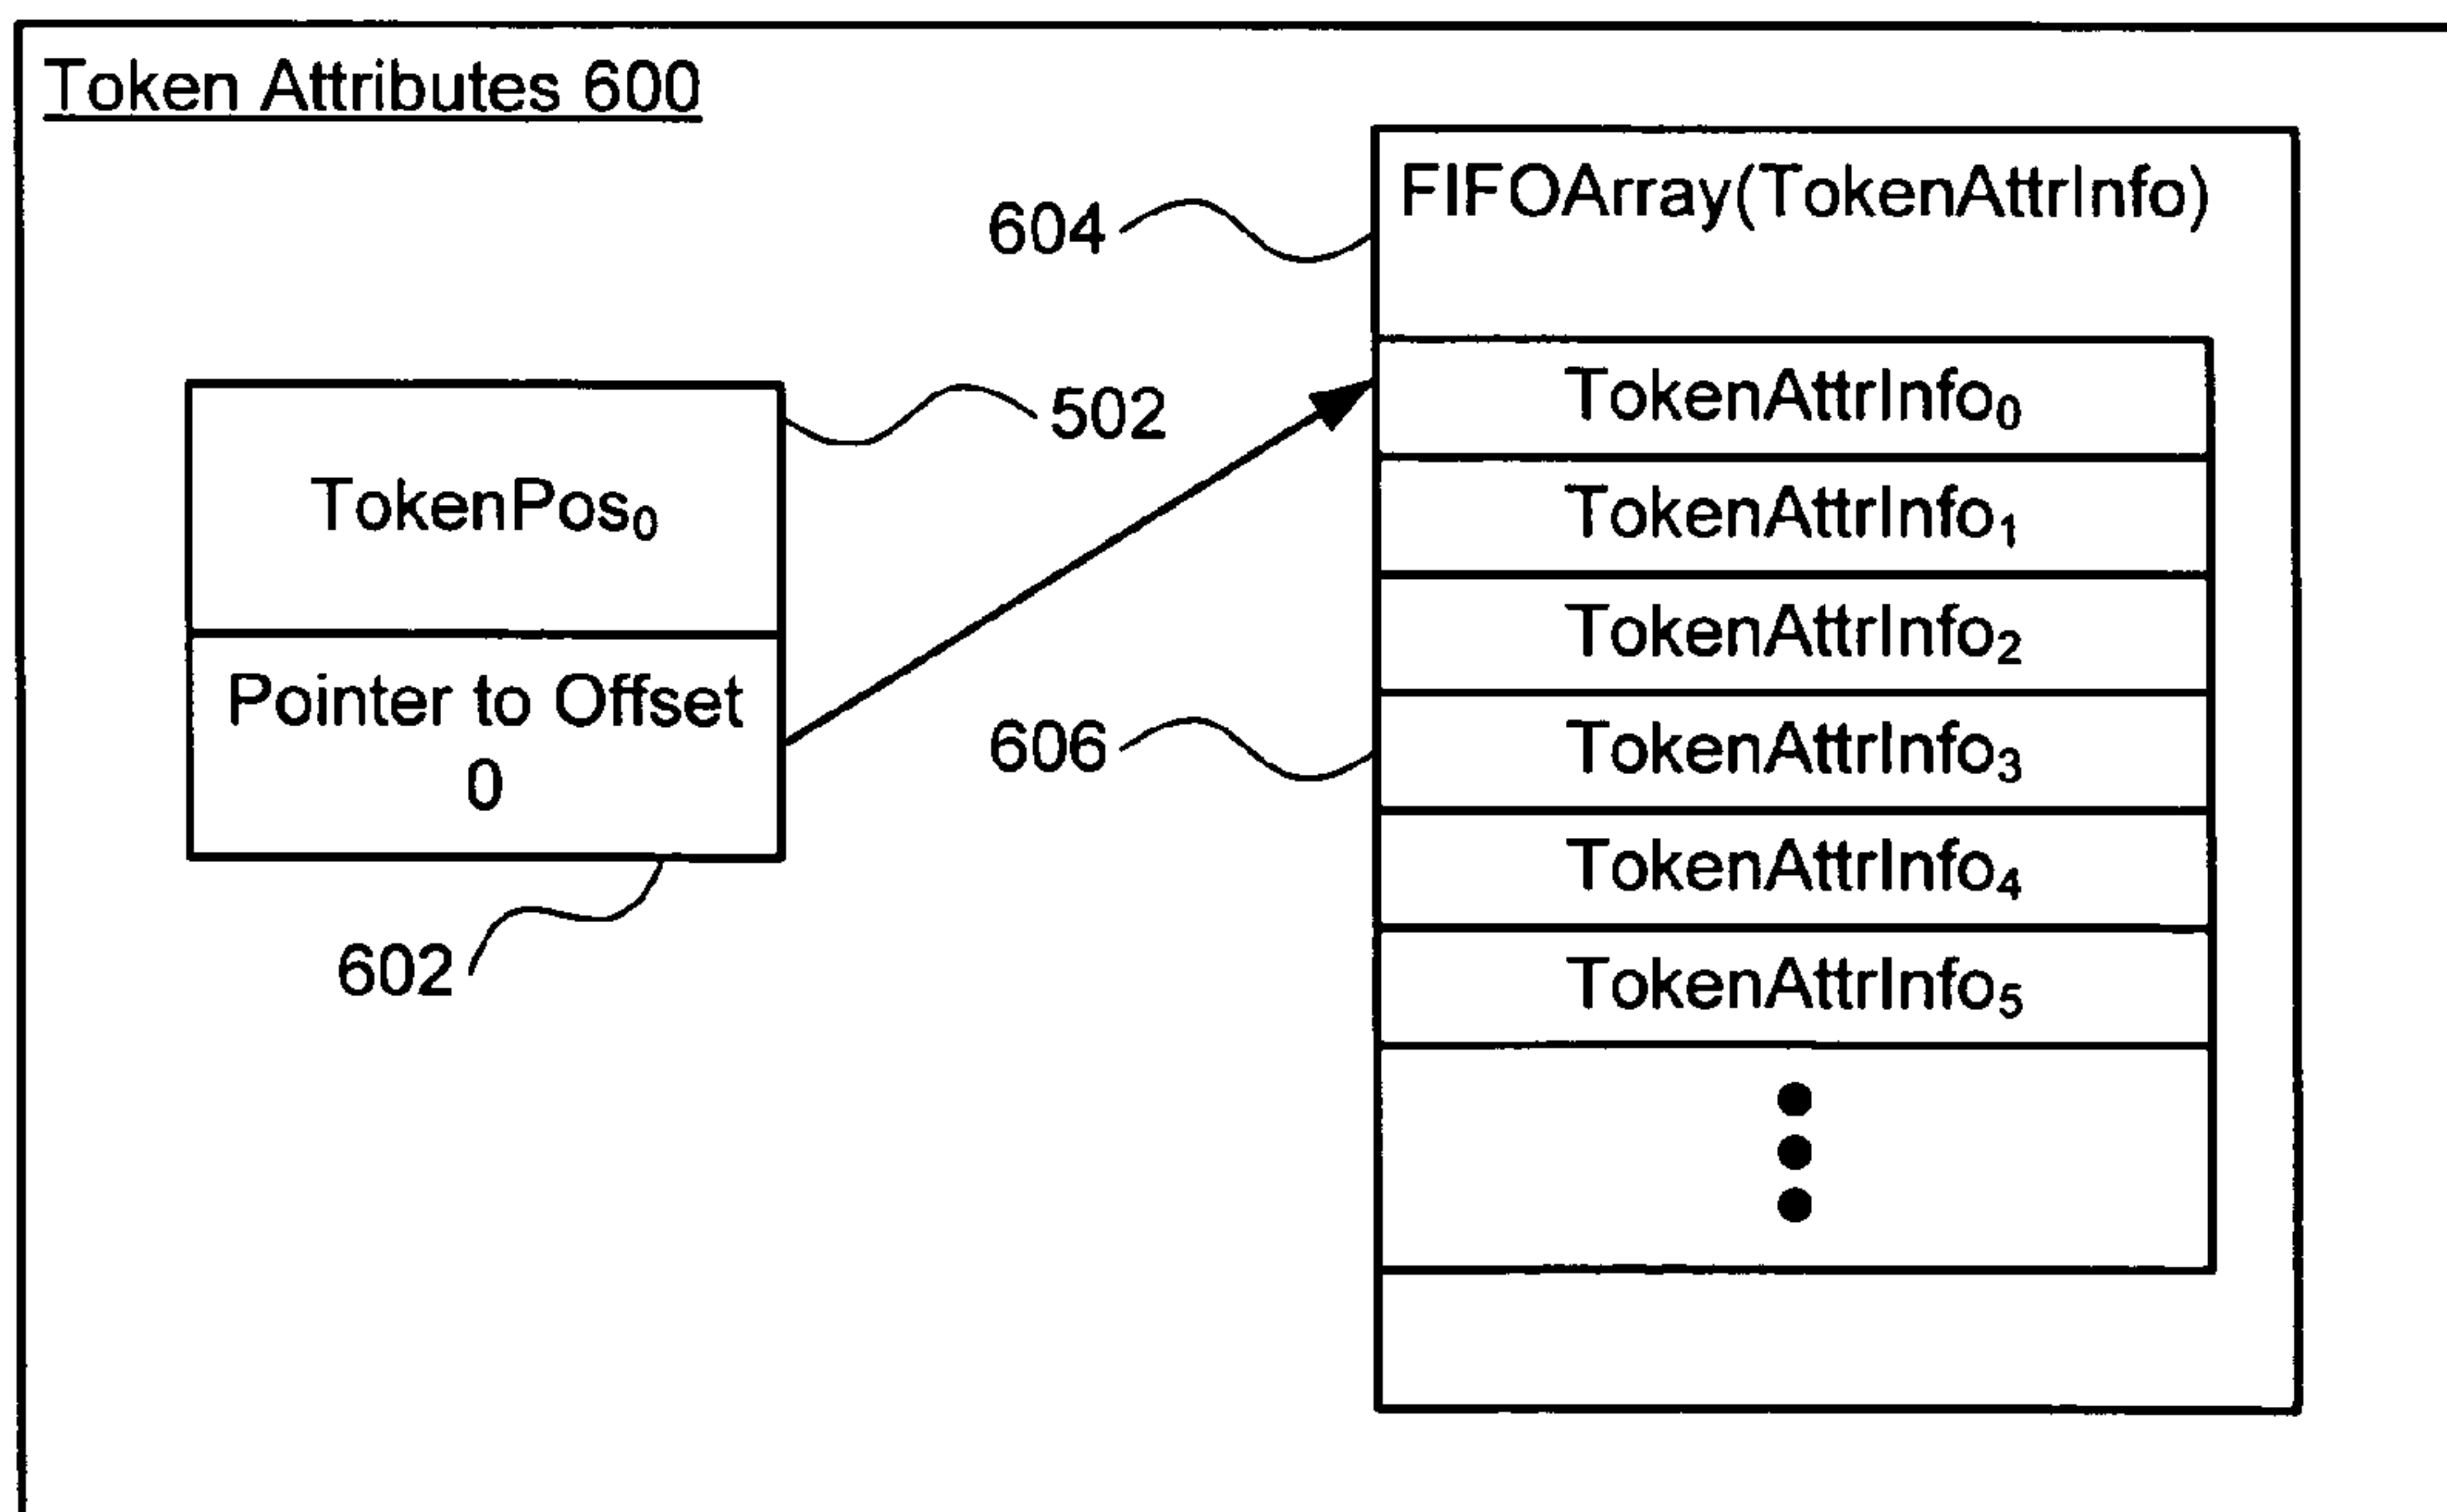 Token Attributes 600
FIFOArray(TokenAttrInfo)
604
TokenAttrInfo₀
502
TokenPos₀
TokenAttrInfo₁
TokenAttrInfo₂
Pointer to Offset
0
606
TokenAttrInfo₃
TokenAttrInfo₄
602
TokenAttrInfo₅